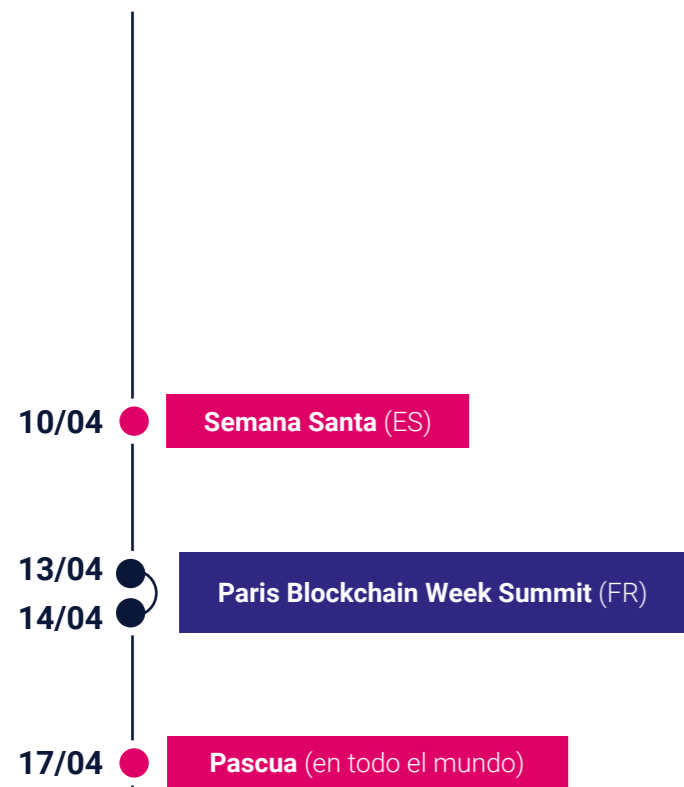 10/04
Semana Santa (ES)
13/04
14/04
Paris Blockchain Week Summit (FR)
17/04
Pascua (en todo el mundo)